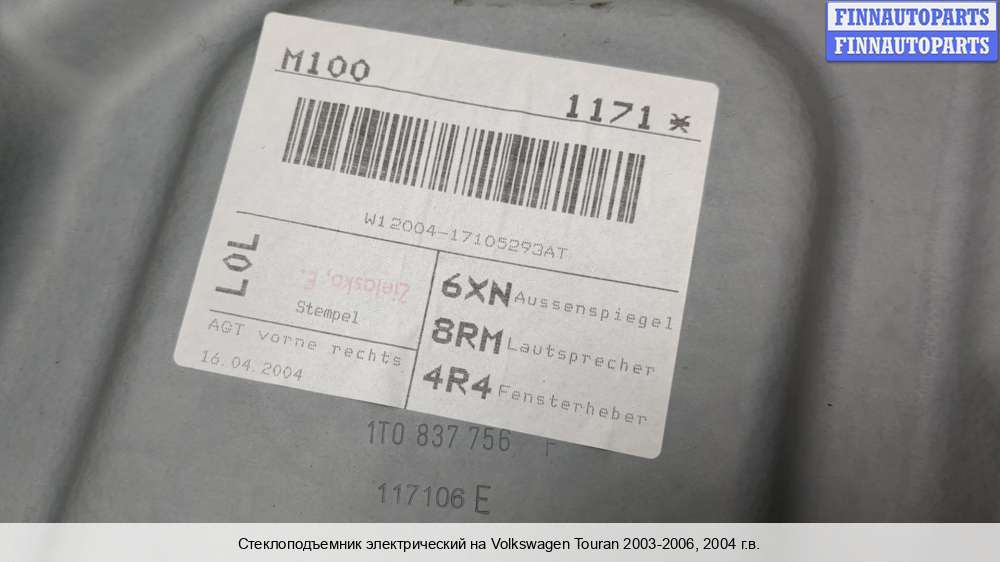 FINNAUTOPARTS
FINNAUTOPARTS
M100
1171 *
W12004-17105293AT
LOL
Zielasko, E.
Stempel
AGT vorne rechts
16.04.2004
6XN Aussenspiegel
8RM Lautsprecher
4R4 Fensterheber
1T0 837 756 F
117106 E
Стеклоподъемник электрический на Volkswagen Touran 2003-2006, 2004 г.в.